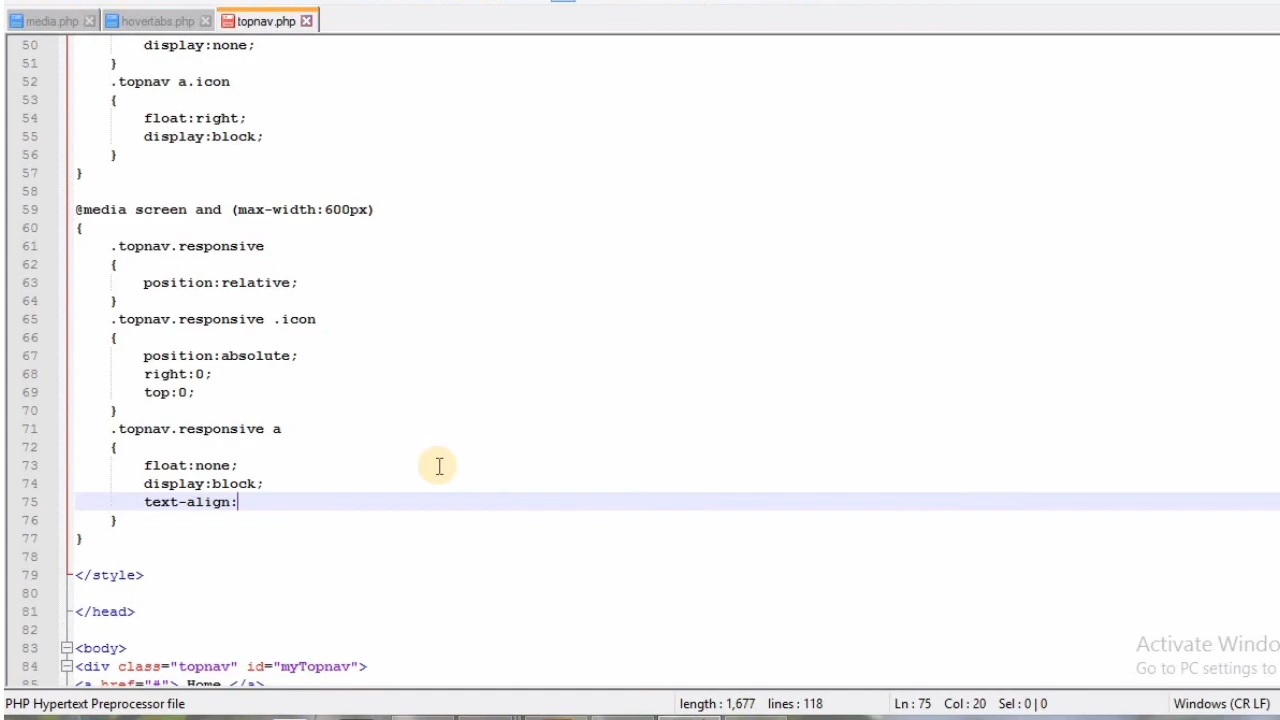 media.php hovertabs.php topnav.php
50 display:none;
51 }
52 .topnav a.icon
53 {
54 float:right;
55 display:block;
56 }
57 }
58
59 @media screen and (max-width:600px)
60 {
61 .topnav.responsive
62 {
63 position:relative;
64 }
65 .topnav.responsive .icon
66 {
67 position:absolute;
68 right:0;
69 top:0;
70 }
71 .topnav.responsive a
72 {
73 float:none;
74 display:block;
75 text-align:
76 }
77 }
78
79 </style>
80
81 </head>
82
83 <body>
84 <div class="topnav" id="myTopnav">
85 <a href="#"> Home </a>
Activate Windo
Go to PC settings to
PHP Hypertext Preprocessor file length : 1,677 lines : 118 Ln : 75 Col : 20 Sel : 0 | 0 Windows (CR LF)